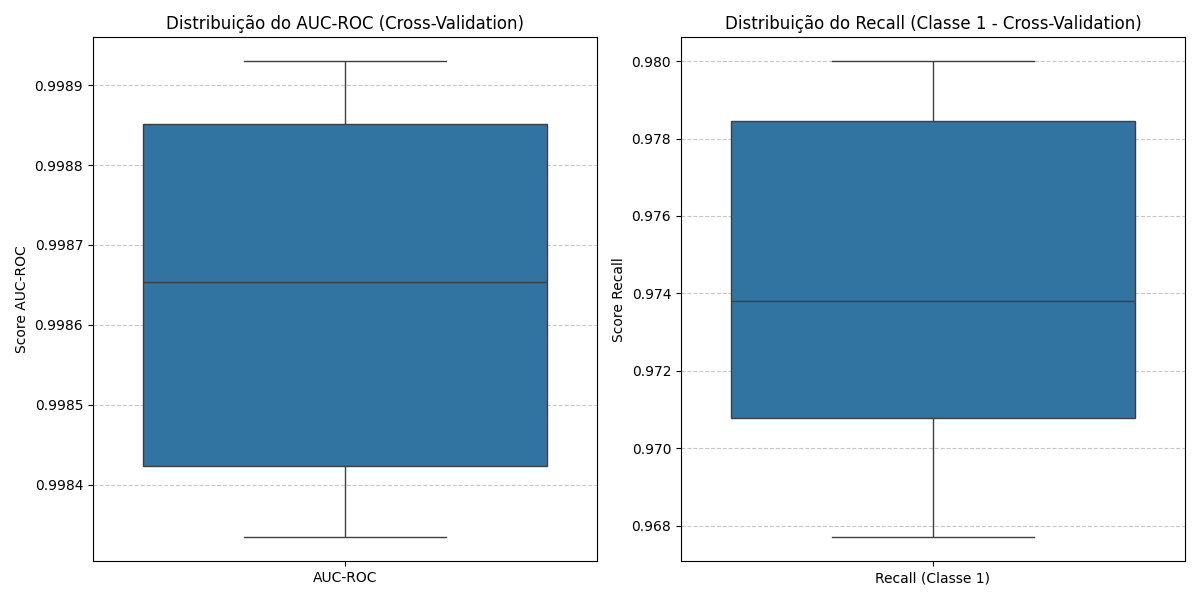 Distribuição do AUC-ROC (Cross-Validation)
Score AUC-ROC
0.9989
0.9988
0.9987
0.9986
0.9985
0.9984
AUC-ROC
Distribuição do Recall (Classe 1 - Cross-Validation)
Score Recall
0.980
0.978
0.976
0.974
0.972
0.970
0.968
Recall (Classe 1)